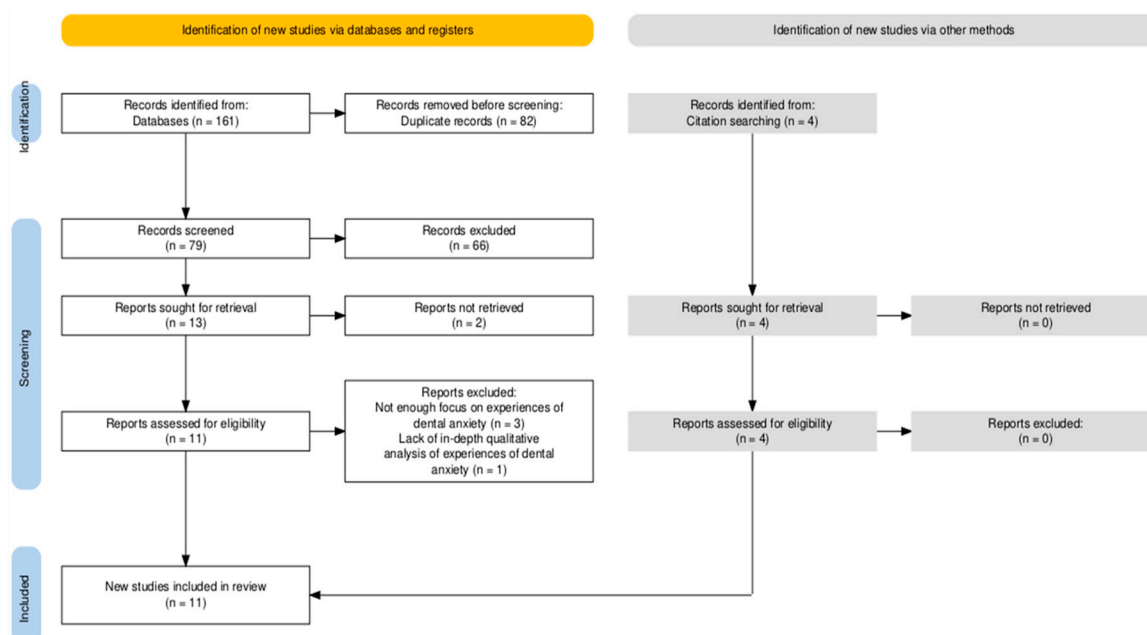 Identification of new studies via databases and registers
Identification of new studies via other methods
Identification
Records identified from:
Databases (n = 161)
Records removed before screening:
Duplicate records (n = 82)
Records identified from:
Citation searching (n = 4)
Screening
Records screened
(n = 79)
Records excluded
(n = 66)
Reports sought for retrieval
(n = 13)
Reports not retrieved
(n = 2)
Reports sought for retrieval
(n = 4)
Reports not retrieved
(n = 0)
Reports assessed for eligibility
(n = 11)
Reports excluded:
Not enough focus on experiences of
dental anxiety (n = 3)
Lack of in-depth qualitative
analysis of experiences of dental
anxiety (n = 1)
Reports assessed for eligibility
(n = 4)
Reports excluded:
(n = 0)
Included
New studies included in review
(n = 11)